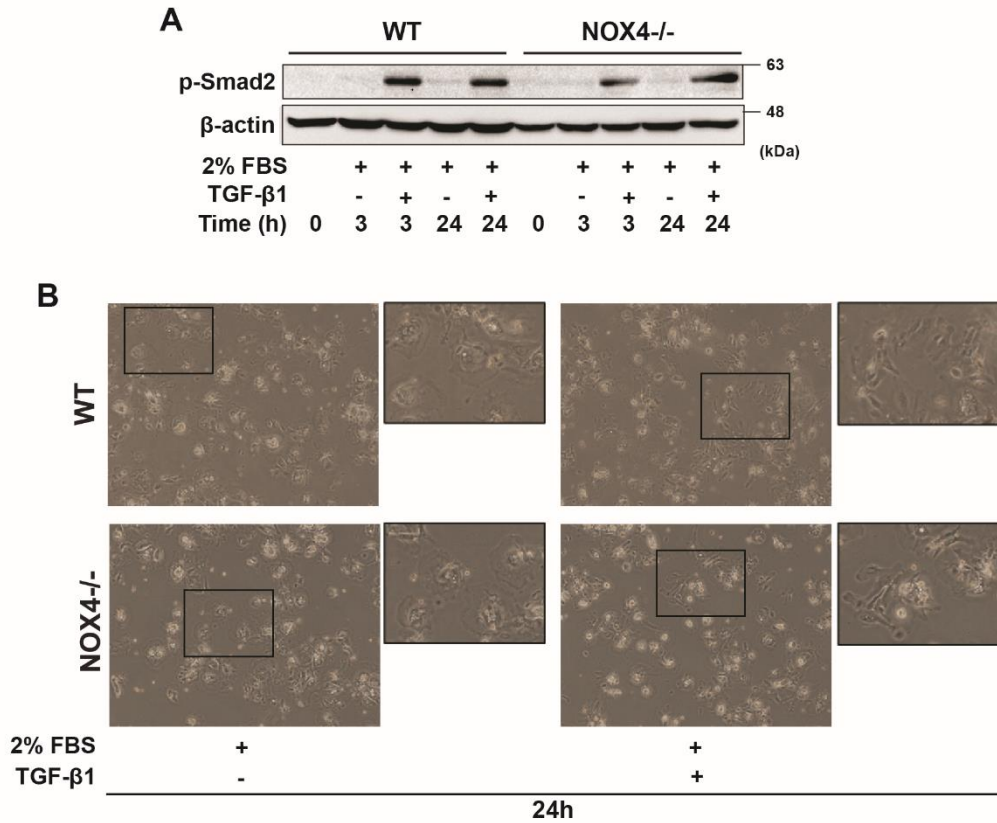 A
WT NOX4-/-
p-Smad2 63
β-actin 48
(kDa)
2% FBS + + + + + + + +
TGF-β1 - + - + - + - +
Time (h) 0 3 3 24 24 0 3 3 24 24
B
WT
NOX4-/-
2% FBS + +
TGF-β1 - +
24h